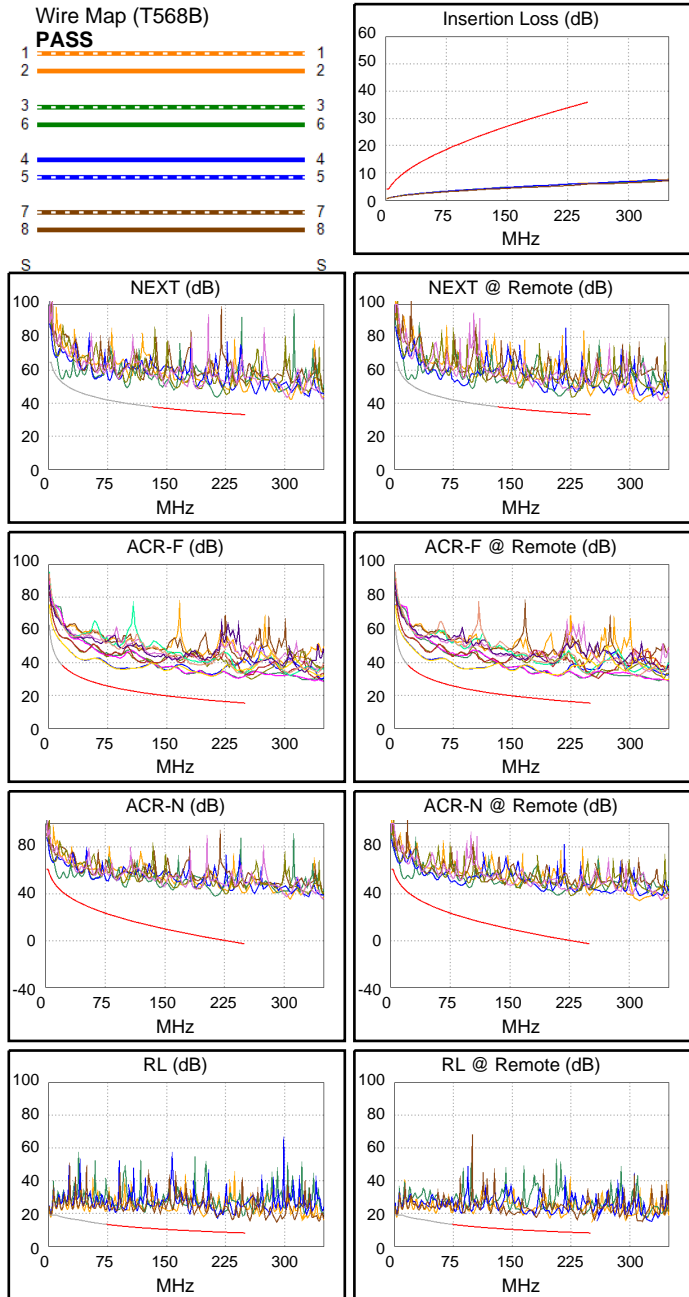 Wire Map (T568B)
PASS
1 1
2 2
3 3
6 6
4 4
5 5
7 7
8 8
S S
Insertion Loss (dB)
60
50
40
30
20
10
0
0 75 150 225 300
MHz
NEXT (dB)
100
80
60
40
20
0
0 75 150 225 300
MHz
NEXT @ Remote (dB)
100
80
60
40
20
0
0 75 150 225 300
MHz
ACR-F (dB)
100
80
60
40
20
0
0 75 150 225 300
MHz
ACR-F @ Remote (dB)
100
80
60
40
20
0
0 75 150 225 300
MHz
ACR-N (dB)
80
40
0
-40
0 75 150 225 300
MHz
ACR-N @ Remote (dB)
80
40
0
-40
0 75 150 225 300
MHz
RL (dB)
100
80
60
40
20
0
0 75 150 225 300
MHz
RL @ Remote (dB)
100
80
60
40
20
0
0 75 150 225 300
MHz